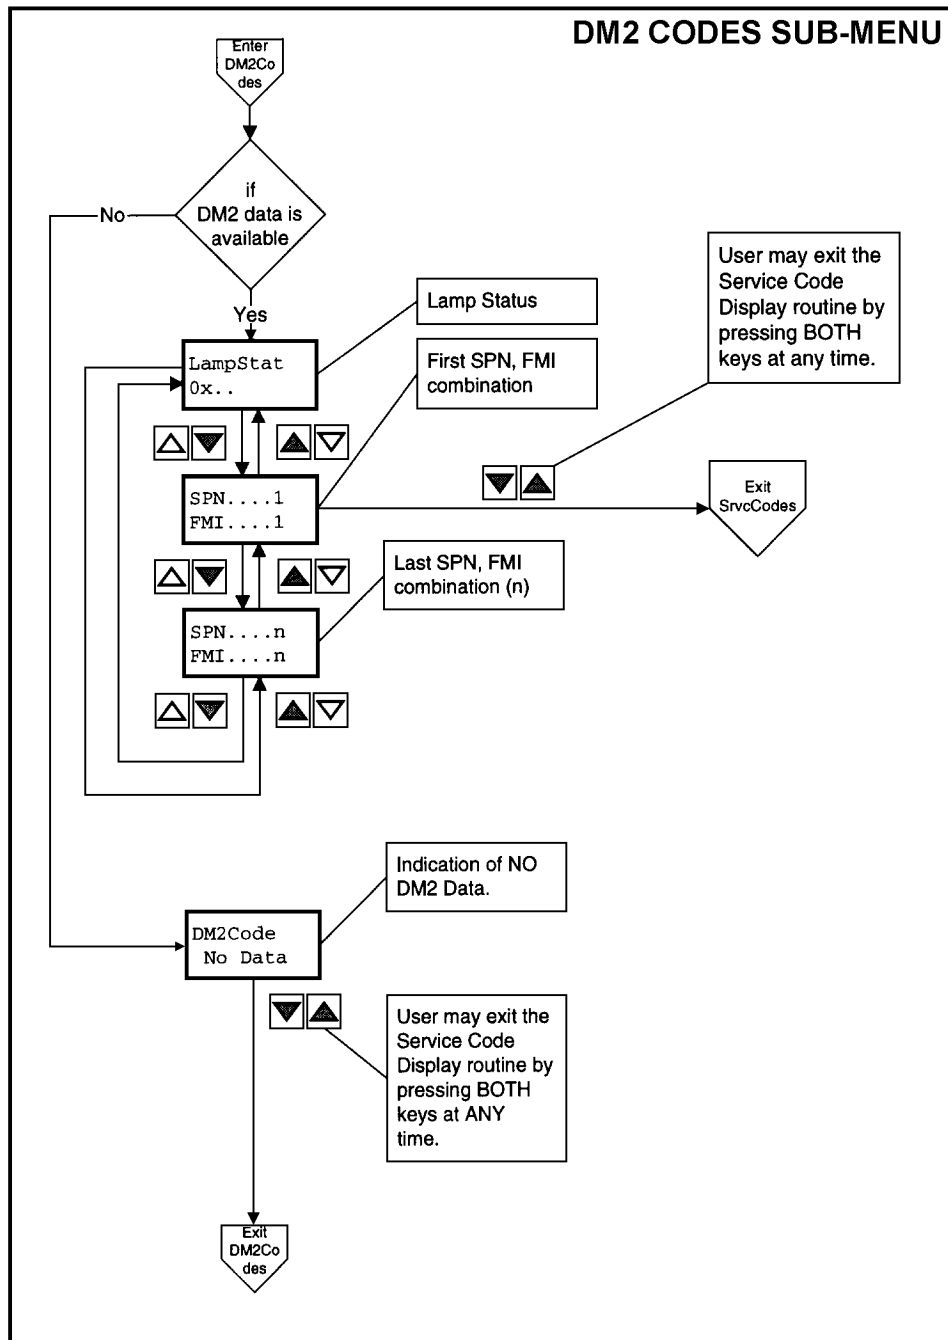 DM2 CODES SUB-MENU
Enter
DM2Co
des
if
DM2 data is
available
No
Yes
User may exit the
Service Code
Display routine by
pressing BOTH
keys at any time.
Lamp Status
LampStat
0x..
First SPN, FMI
combination
SPN....1
FMI....1
Exit
SrvcCodes
Last SPN, FMI
combination (n)
SPN....n
FMI....n
Indication of NO
DM2 Data.
DM2Code
No Data
User may exit the
Service Code
Display routine by
pressing BOTH
keys at ANY
time.
Exit
DM2Co
des